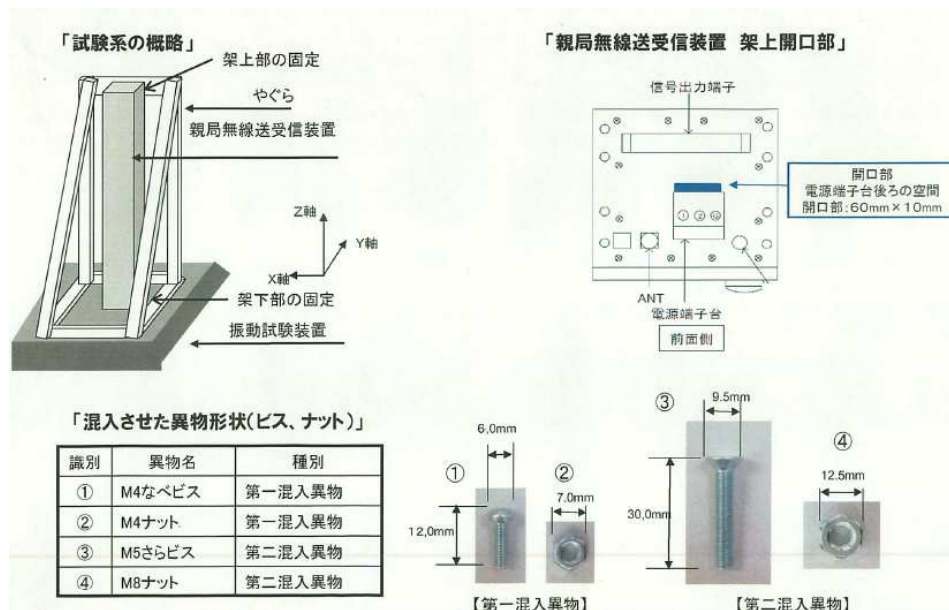 「試験系の概略」
架上部の固定
やぐら
親局無線送受信装置
Z軸
Y軸
X軸
架下部の固定
振動試験装置
「親局無線送受信装置 架上開口部」
信号出力端子
開口部
電源端子台後ろの空間
開口部:60mm×10mm
① ②
ANT
電源端子台
前面側
「混入させた異物形状(ビス、ナット)」
識別 異物名 種別
① M4なべビス 第一混入異物
② M4ナット 第一混入異物
③ M5さらビス 第二混入異物
④ M8ナット 第二混入異物
①
6,0mm
12,0mm
②
7.0mm
【第一混入異物】
③
9.5mm
30,0mm
④
12.5mm
【第二混入異物】